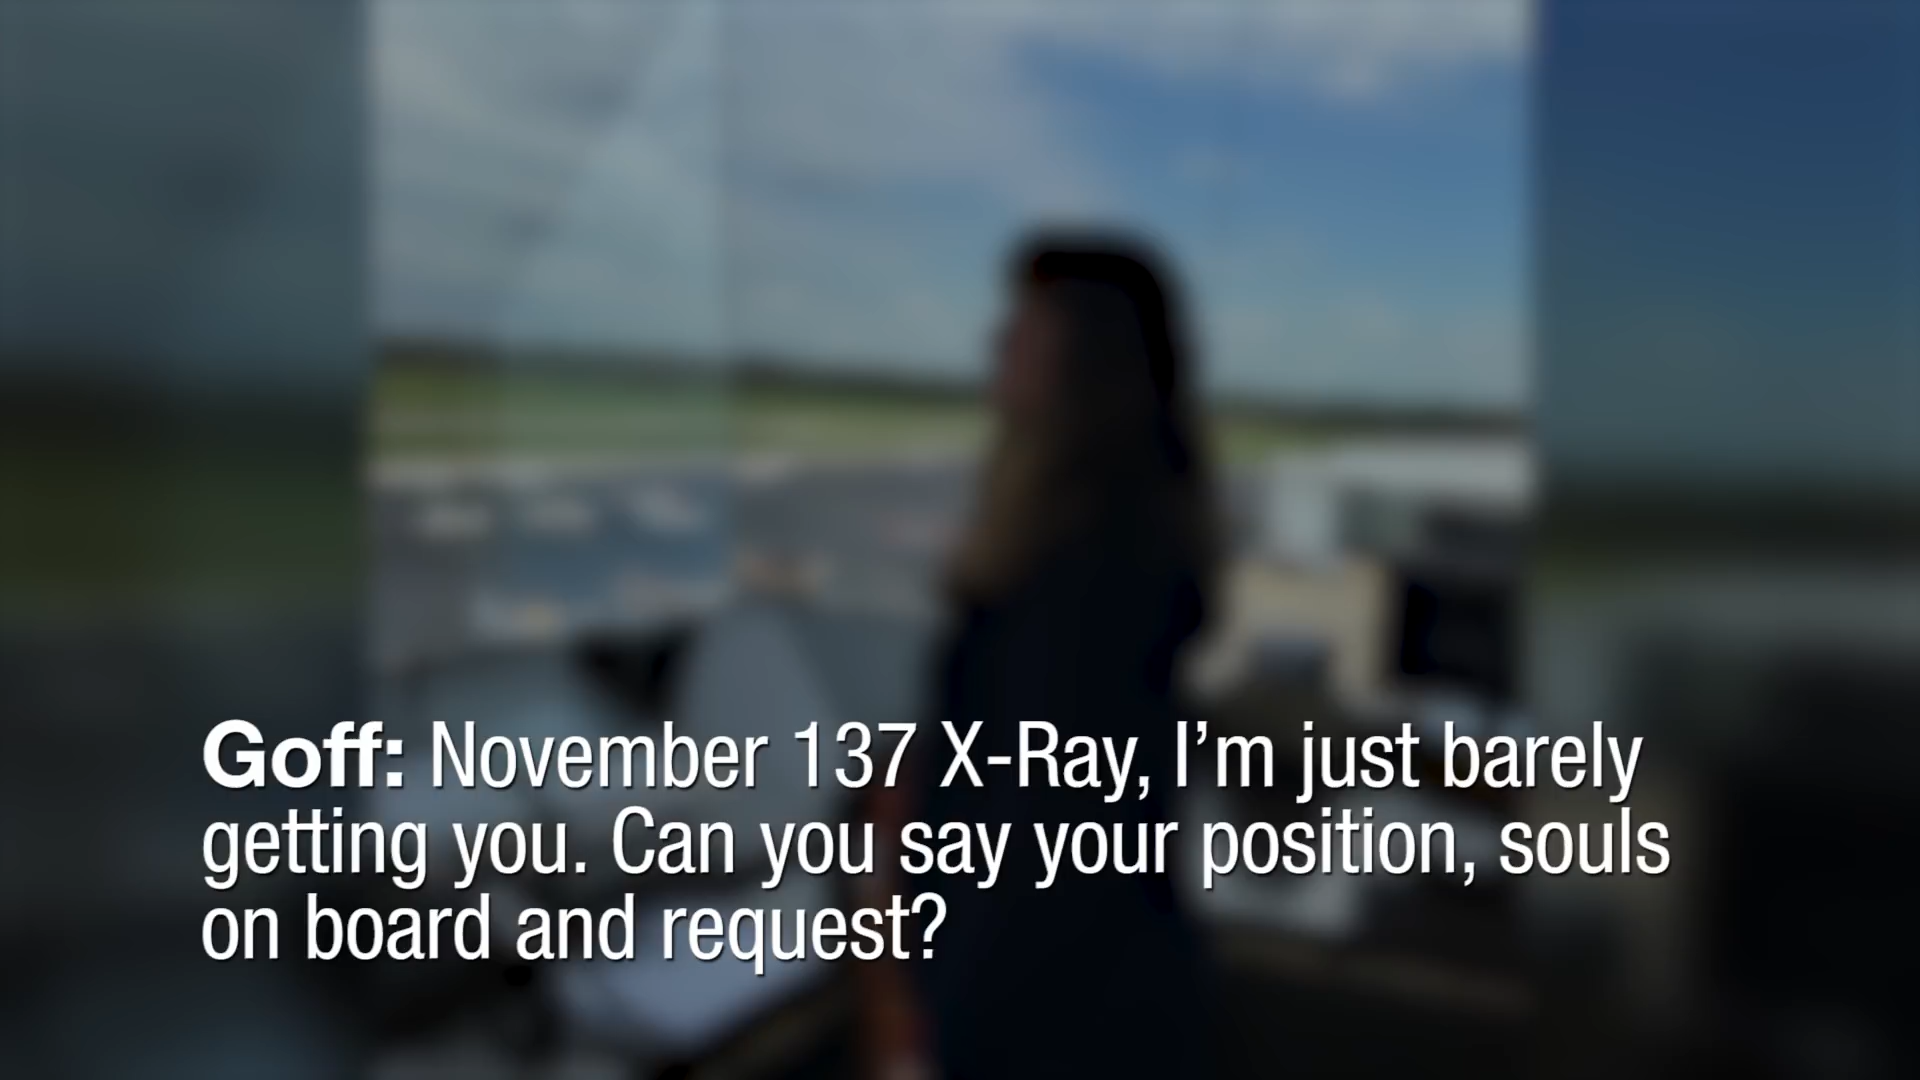 Goff: November 137 X-Ray, I’m just barely
getting you. Can you say your position, souls
on board and request?